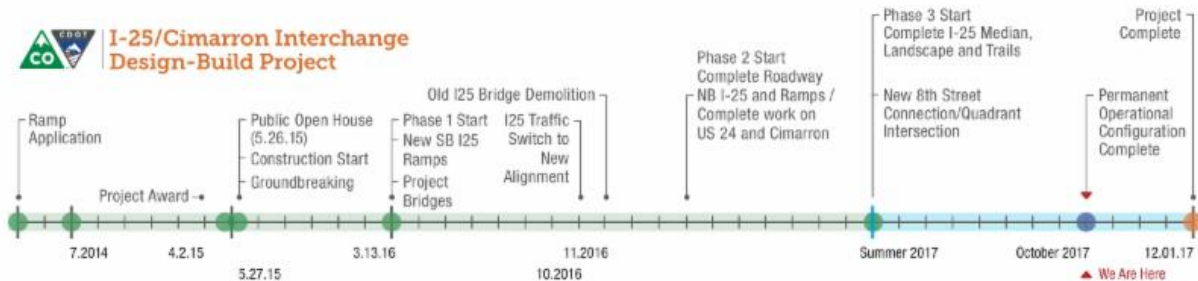 CO
CDOT
I-25/Cimarron Interchange
Design-Build Project
Ramp
Application
Project Award
Public Open House
(5.26.15)
Construction Start
Groundbreaking
Phase 1 Start
New SB I25
Ramps
Project
Bridges
Old I25 Bridge Demolition
I25 Traffic
Switch to
New
Alignment
Phase 2 Start
Complete Roadway
NB I-25 and Ramps /
Complete work on
US 24 and Cimarron
Phase 3 Start
Complete I-25 Median,
Landscape and Trails
New 8th Street
Connection/Quadrant
Intersection
Project
Complete
Permanent
Operational
Configuration
Complete
7.2014
4.2.15
5.27.15
3.13.16
10.2016
11.2016
Summer 2017
October 2017
12.01.17
We Are Here